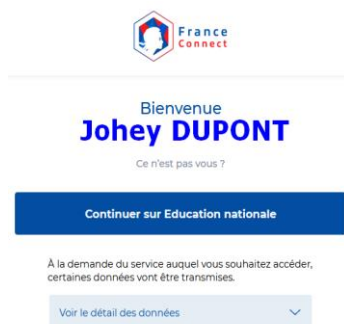 France
Connect
Bienvenue
Johey DUPONT
Ce n'est pas vous ?
Continuer sur Education nationale
À la demande du service auquel vous souhaitez accéder,
certaines données vont être transmises.
Voir le détail des données